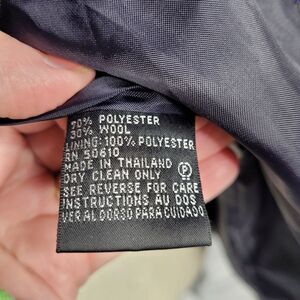 70% POLYESTER
30% WOOL
LINING: 100% POLYESTER
RN 50610
MADE IN THAILAND
DRY CLEAN ONLY Ⓟ
SEE REVERSE FOR CARE
INSTRUCTIONS AU DOS
VER AL DORSO PARA CUIDADO